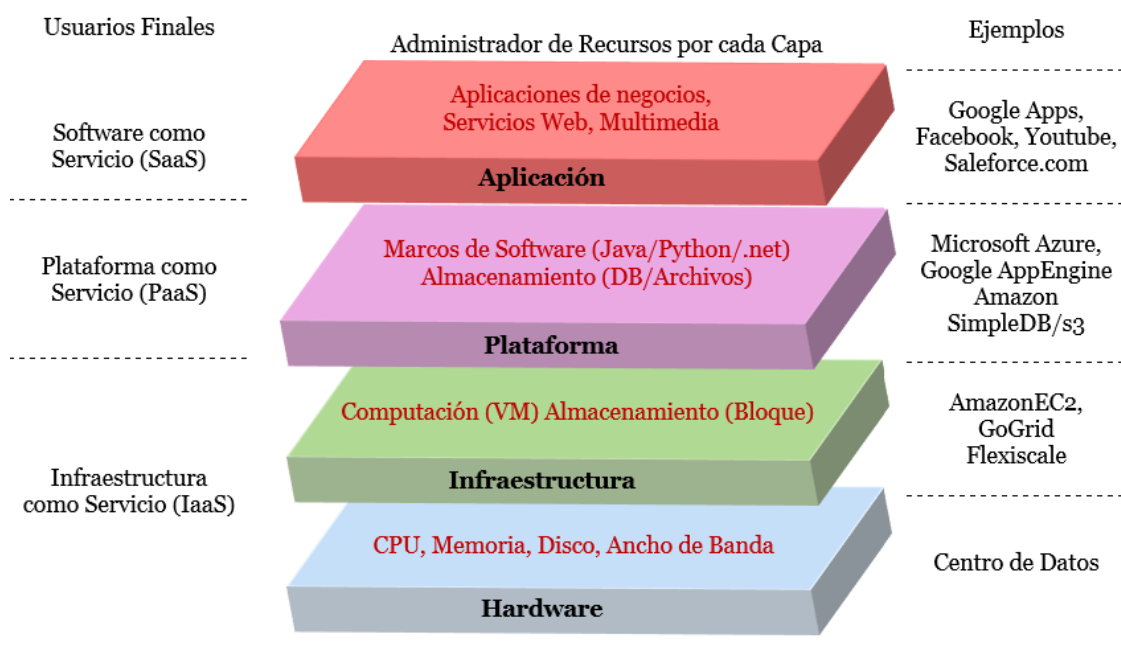 Usuarios Finales
Administrador de Recursos por cada Capa
Ejemplos
Software como
Servicio (SaaS)
Aplicaciones de negocios,
Servicios Web, Multimedia
Aplicación
Google Apps,
Facebook, Youtube,
Saleforce.com
Plataforma como
Servicio (PaaS)
Marcos de Software (Java/Python/.net)
Almacenamiento (DB/Archivos)
Plataforma
Microsoft Azure,
Google AppEngine
Amazon
SimpleDB/s3
Infraestructura
como Servicio (IaaS)
Computación (VM) Almacenamiento (Bloque)
Infraestructura
AmazonEC2,
GoGrid
Flexiscale
CPU, Memoria, Disco, Ancho de Banda
Hardware
Centro de Datos